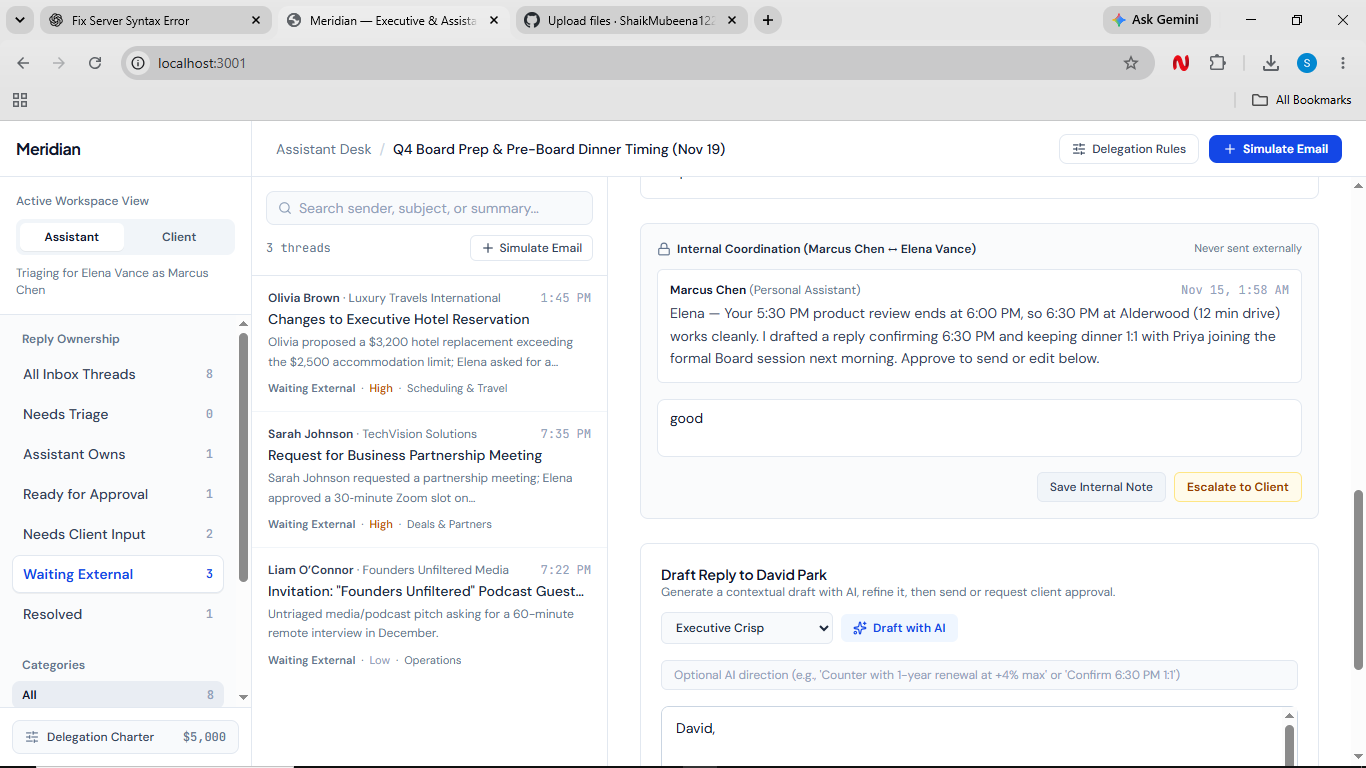 Fix Server Syntax Error
Meridian — Executive & Assista
Upload files · ShaikMubeena122
Ask Gemini
localhost:3001
S
All Bookmarks
Meridian
Assistant Desk / Q4 Board Prep & Pre-Board Dinner Timing (Nov 19)
Delegation Rules
Simulate Email
Active Workspace View
Assistant
Client
Triaging for Elena Vance as Marcus
Chen
Reply Ownership
All Inbox Threads 8
Needs Triage 0
Assistant Owns 1
Ready for Approval 1
Needs Client Input 2
Waiting External 3
Resolved 1
Categories
All 8
Delegation Charter $5,000
Search sender, subject, or summary...
3 threads
Simulate Email
Olivia Brown · Luxury Travels International 1:45 PM
Changes to Executive Hotel Reservation
Olivia proposed a $3,200 hotel replacement exceeding
the $2,500 accommodation limit; Elena asked for a...
Waiting External · High · Scheduling & Travel
Sarah Johnson · TechVision Solutions 7:35 PM
Request for Business Partnership Meeting
Sarah Johnson requested a partnership meeting; Elena
approved a 30-minute Zoom slot on...
Waiting External · High · Deals & Partners
Liam O’Connor · Founders Unfiltered Media 7:22 PM
Invitation: "Founders Unfiltered" Podcast Guest...
Untriaged media/podcast pitch asking for a 60-minute
remote interview in December.
Waiting External · Low · Operations
Internal Coordination (Marcus Chen ↔ Elena Vance)
Never sent externally
Marcus Chen (Personal Assistant) Nov 15, 1:58 AM
Elena — Your 5:30 PM product review ends at 6:00 PM, so 6:30 PM at Alderwood (12 min drive)
works cleanly. I drafted a reply confirming 6:30 PM and keeping dinner 1:1 with Priya joining the
formal Board session next morning. Approve to send or edit below.
good
Save Internal Note
Escalate to Client
Draft Reply to David Park
Generate a contextual draft with AI, refine it, then send or request client approval.
Executive Crisp
Draft with AI
Optional AI direction (e.g., 'Counter with 1-year renewal at +4% max' or 'Confirm 6:30 PM 1:1')
David,